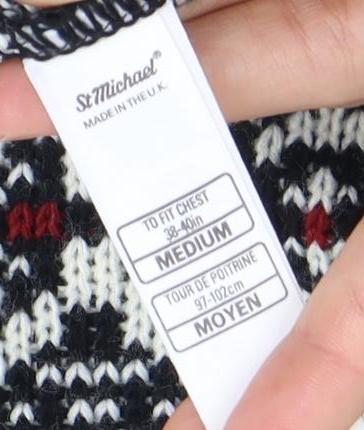 St Michael®
MADE IN THE U.K.
TO FIT CHEST
38-40in
MEDIUM
TOUR DE POITRINE
97-102cm
MOYEN